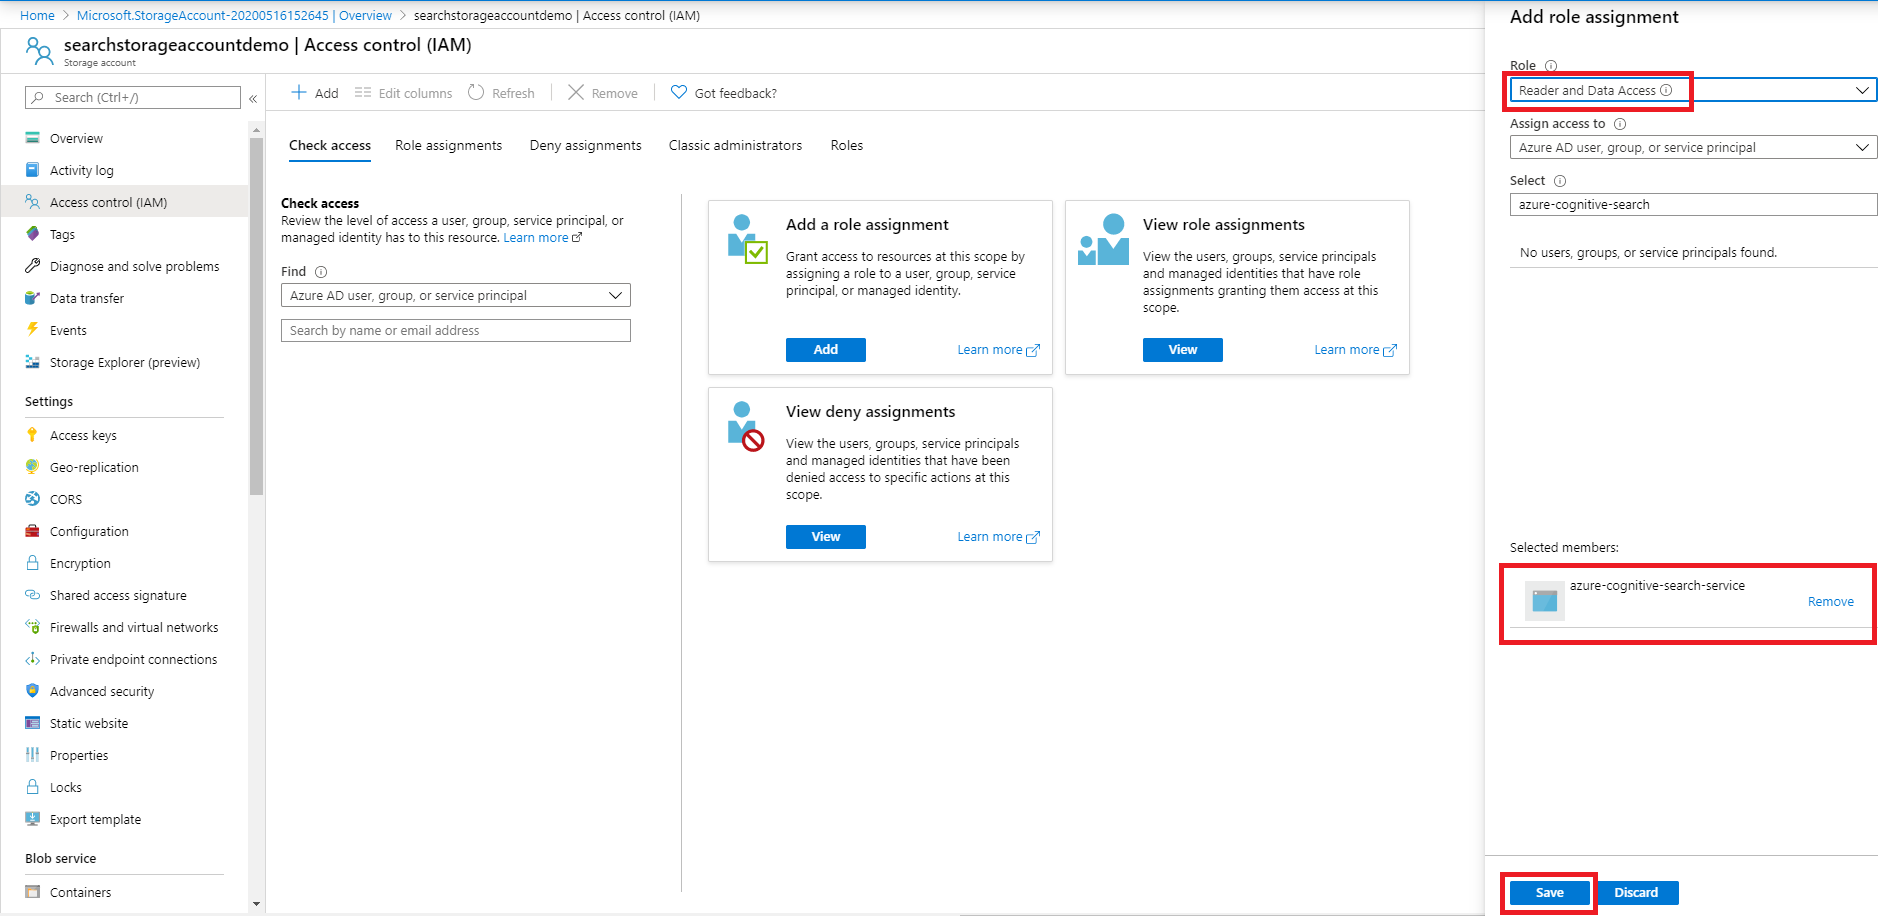 Home > Microsoft.StorageAccount-20200516152645 | Overview > searchstorageaccountdemo | Access control (IAM)
searchstorageaccountdemo | Access control (IAM)
Storage account
Search (Ctrl+/)
«
Overview
Activity log
Access control (IAM)
Tags
Diagnose and solve problems
Data transfer
Events
Storage Explorer (preview)
Settings
Access keys
Geo-replication
CORS
Configuration
Encryption
Shared access signature
Firewalls and virtual networks
Private endpoint connections
Advanced security
Static website
Properties
Locks
Export template
Blob service
Containers
Add Edit columns Refresh Remove Got feedback?
Check access Role assignments Deny assignments Classic administrators Roles
Check access
Review the level of access a user, group, service principal, or
managed identity has to this resource. Learn more
Find
Azure AD user, group, or service principal
Search by name or email address
Add a role assignment
Grant access to resources at this scope by
assigning a role to a user, group, service
principal, or managed identity.
Add Learn more
View role assignments
View the users, groups, service principals
and managed identities that have role
assignments granting them access at this
scope.
View Learn more
View deny assignments
View the users, groups, service principals
and managed identities that have been
denied access to specific actions at this
scope.
View Learn more
Add role assignment
Role
Reader and Data Access
Assign access to
Azure AD user, group, or service principal
Select
azure-cognitive-search
No users, groups, or service principals found.
Selected members:
azure-cognitive-search-service
Remove
Save Discard